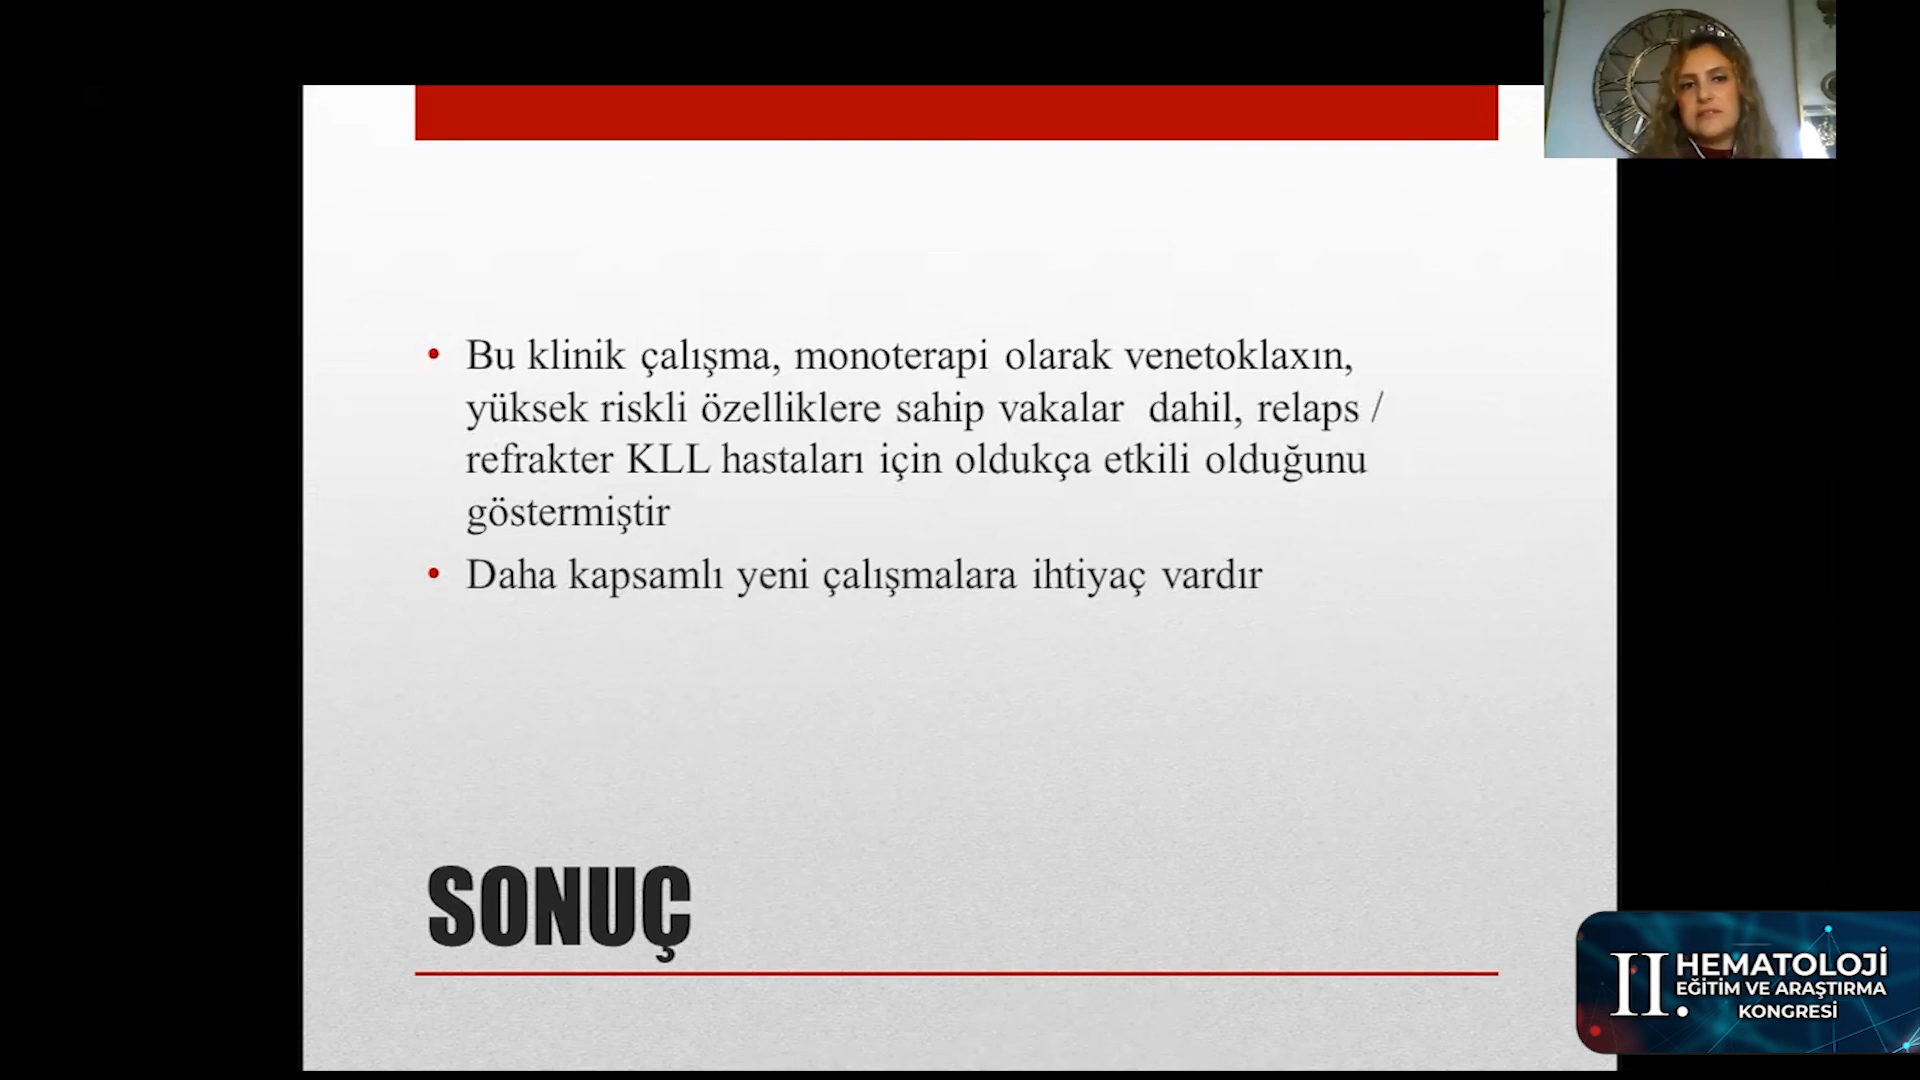 • Bu klinik çalışma, monoterapi olarak venetoklaxın,
yüksek riskli özelliklere sahip vakalar dahil, relaps /
refrakter KLL hastaları için oldukça etkili olduğunu
göstermiştir
• Daha kapsamlı yeni çalışmalara ihtiyaç vardır
SONUÇ
II. HEMATOLOJİ
EĞİTİM VE ARAŞTIRMA
KONGRESİ